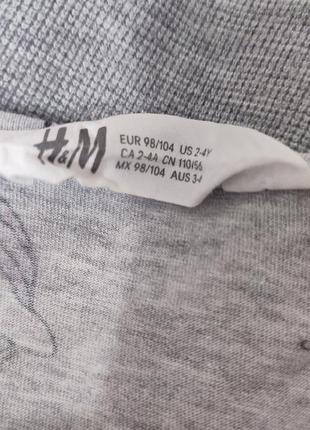 H&M
EUR 98/104 US 2-4Y
CA 2-4A CN 110/56
MX 98/104 AUS 3-4